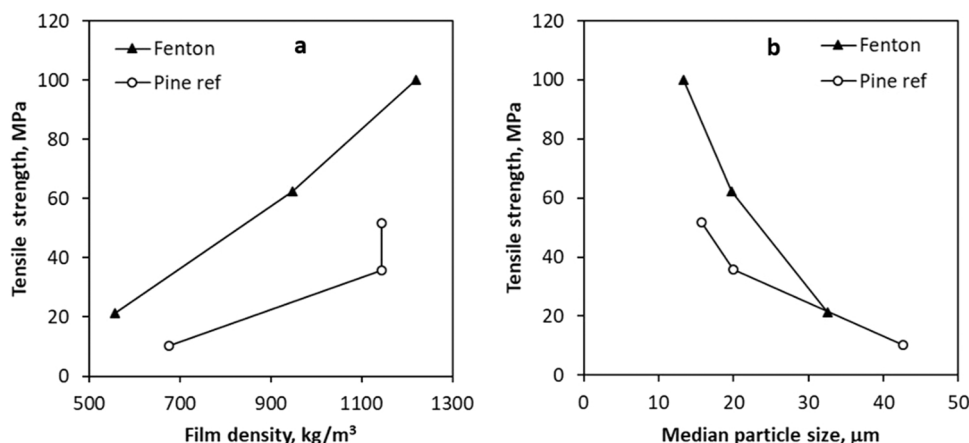 a
Fenton
Pine ref
120
100
80
60
40
20
0
Tensile strength, MPa
500 700 900 1100 1300
Film density, kg/m³
b
Fenton
Pine ref
120
100
80
60
40
20
0
Tensile strength, MPa
0 10 20 30 40 50
Median particle size, μm